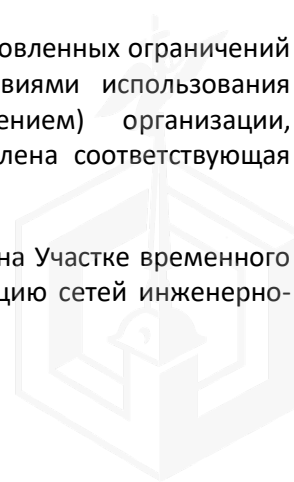 овленных ограничений
виями использования
ением) организации,
лена соответствующая
на Участке временного
цию сетей инженерно-